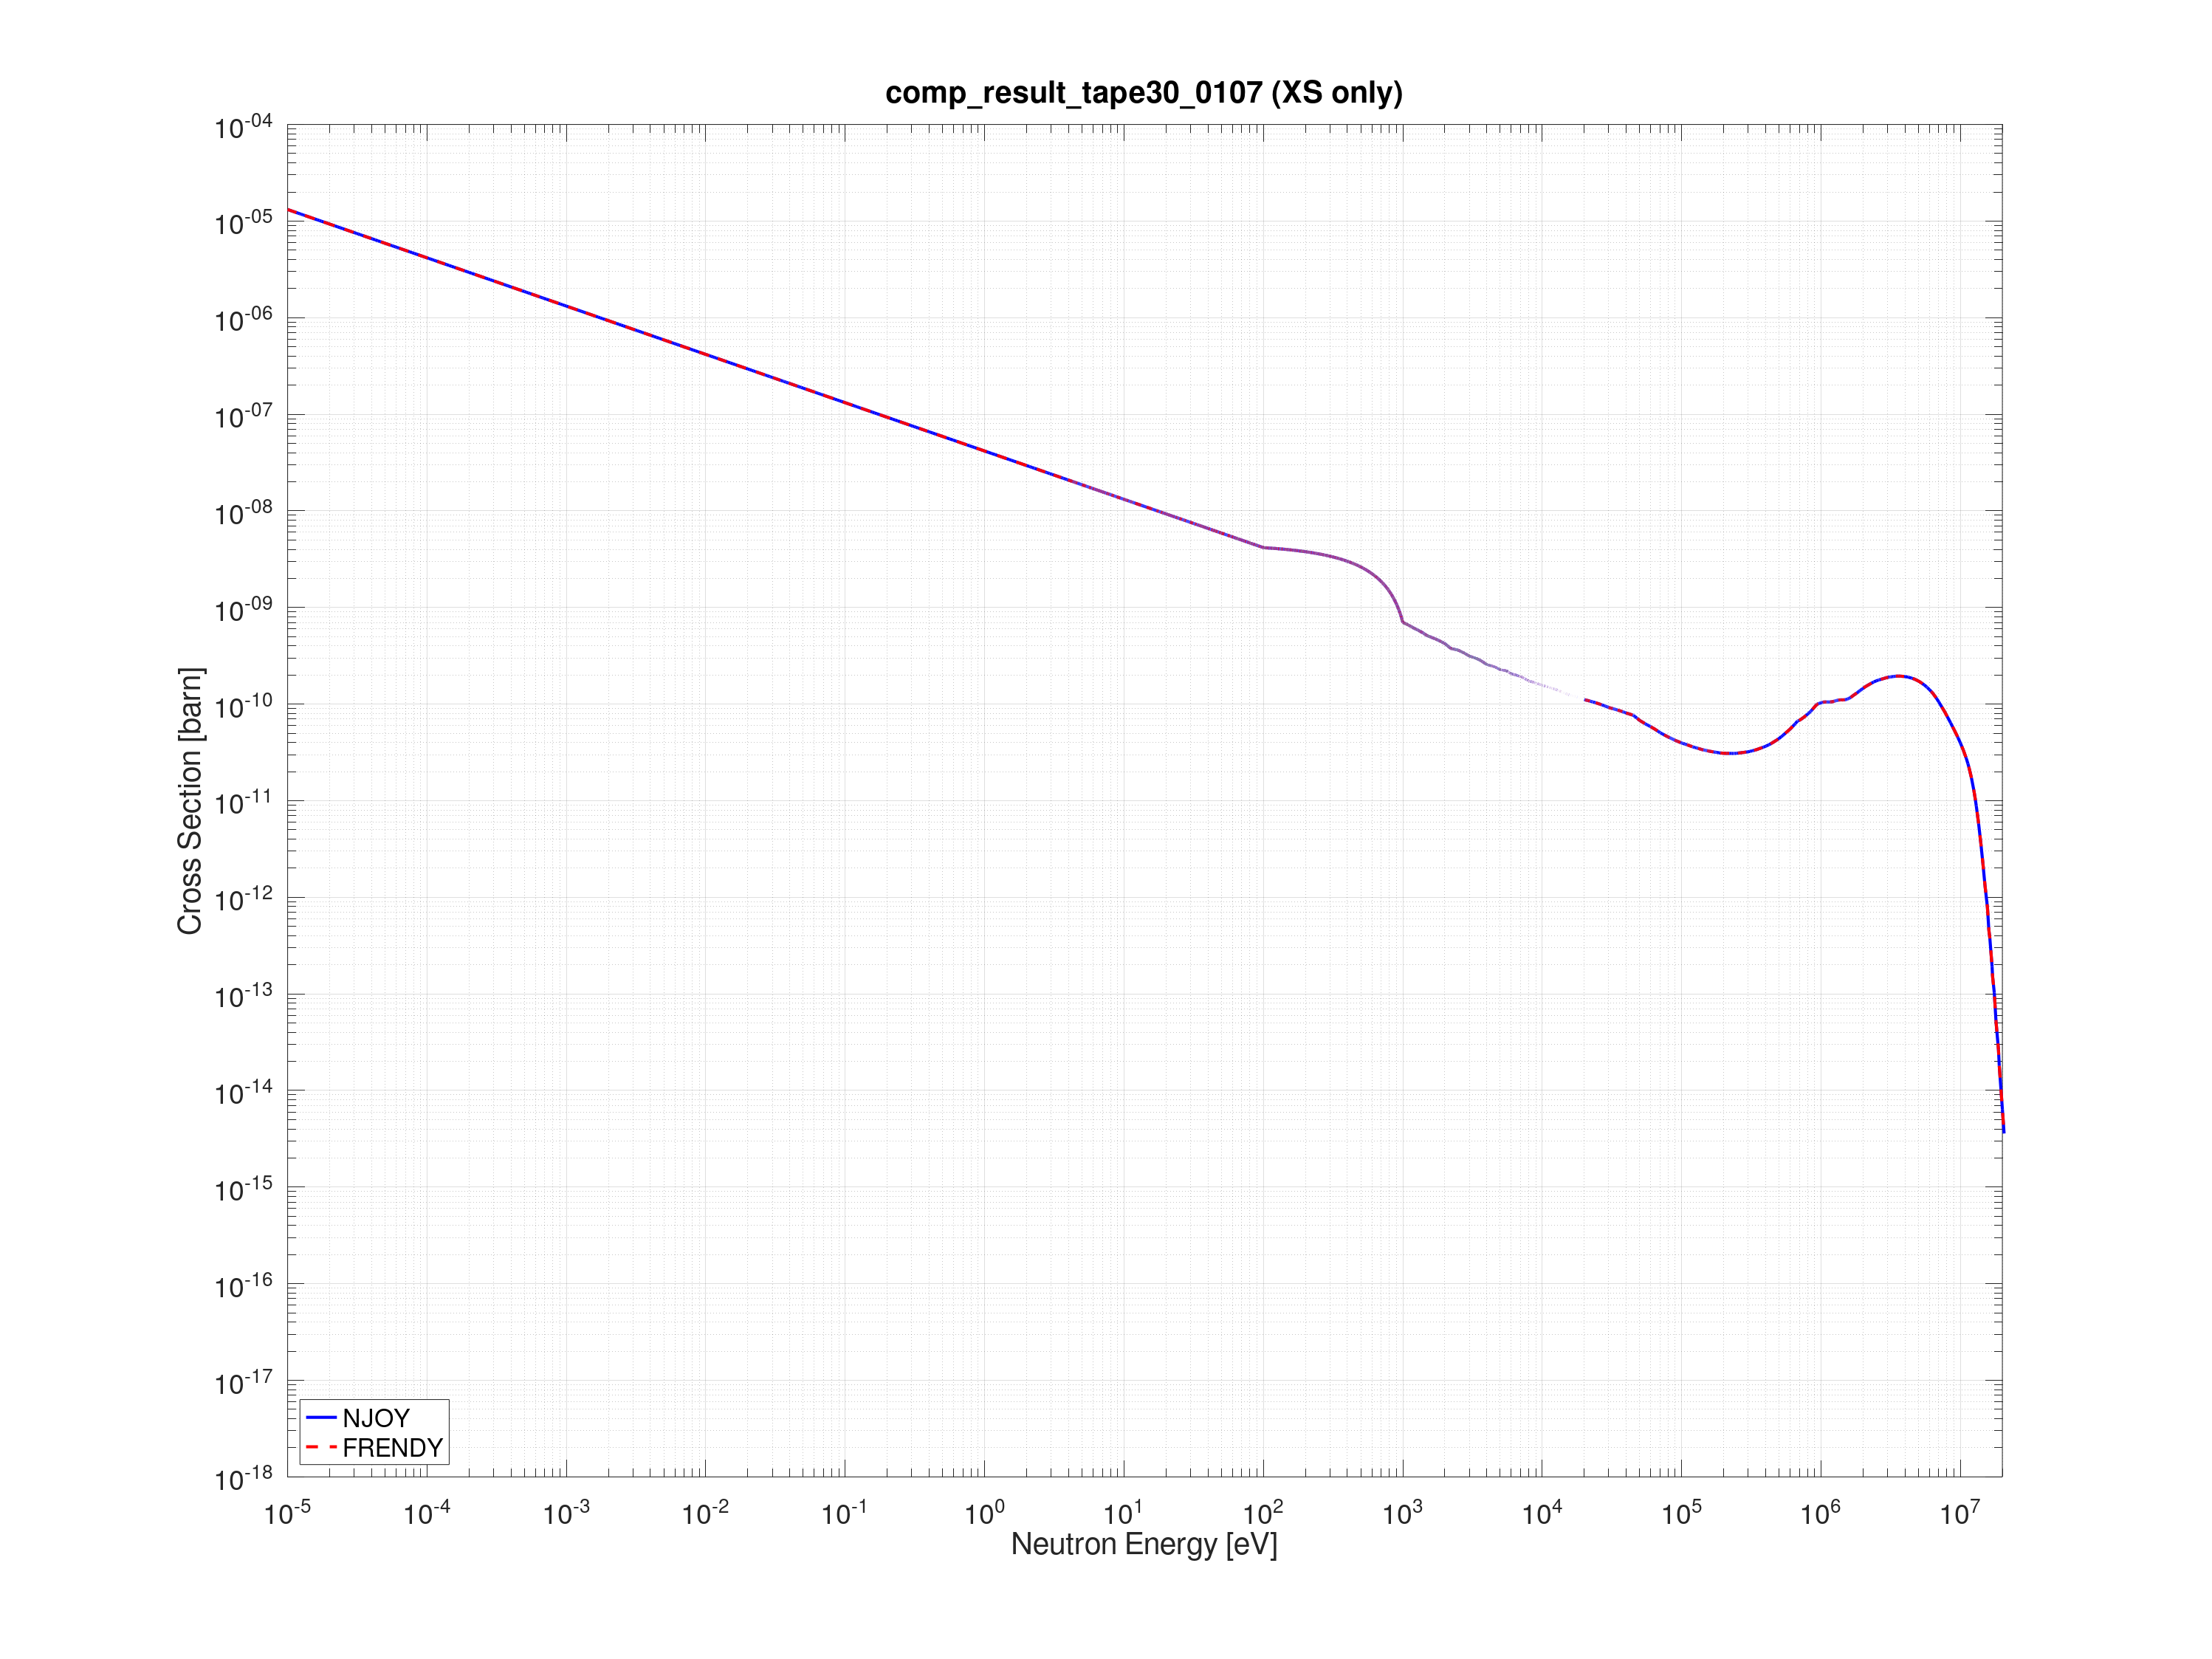 comp_result_tape30_0107 (XS only)
10^-04
10^-05
10^-06
10^-07
10^-08
10^-09
10^-10
10^-11
10^-12
10^-13
10^-14
10^-15
10^-16
10^-17
10^-18
Cross Section [barn]
NJOY
FRENDY
10^-5 10^-4 10^-3 10^-2 10^-1 10^0 10^1 10^2 10^3 10^4 10^5 10^6 10^7
Neutron Energy [eV]